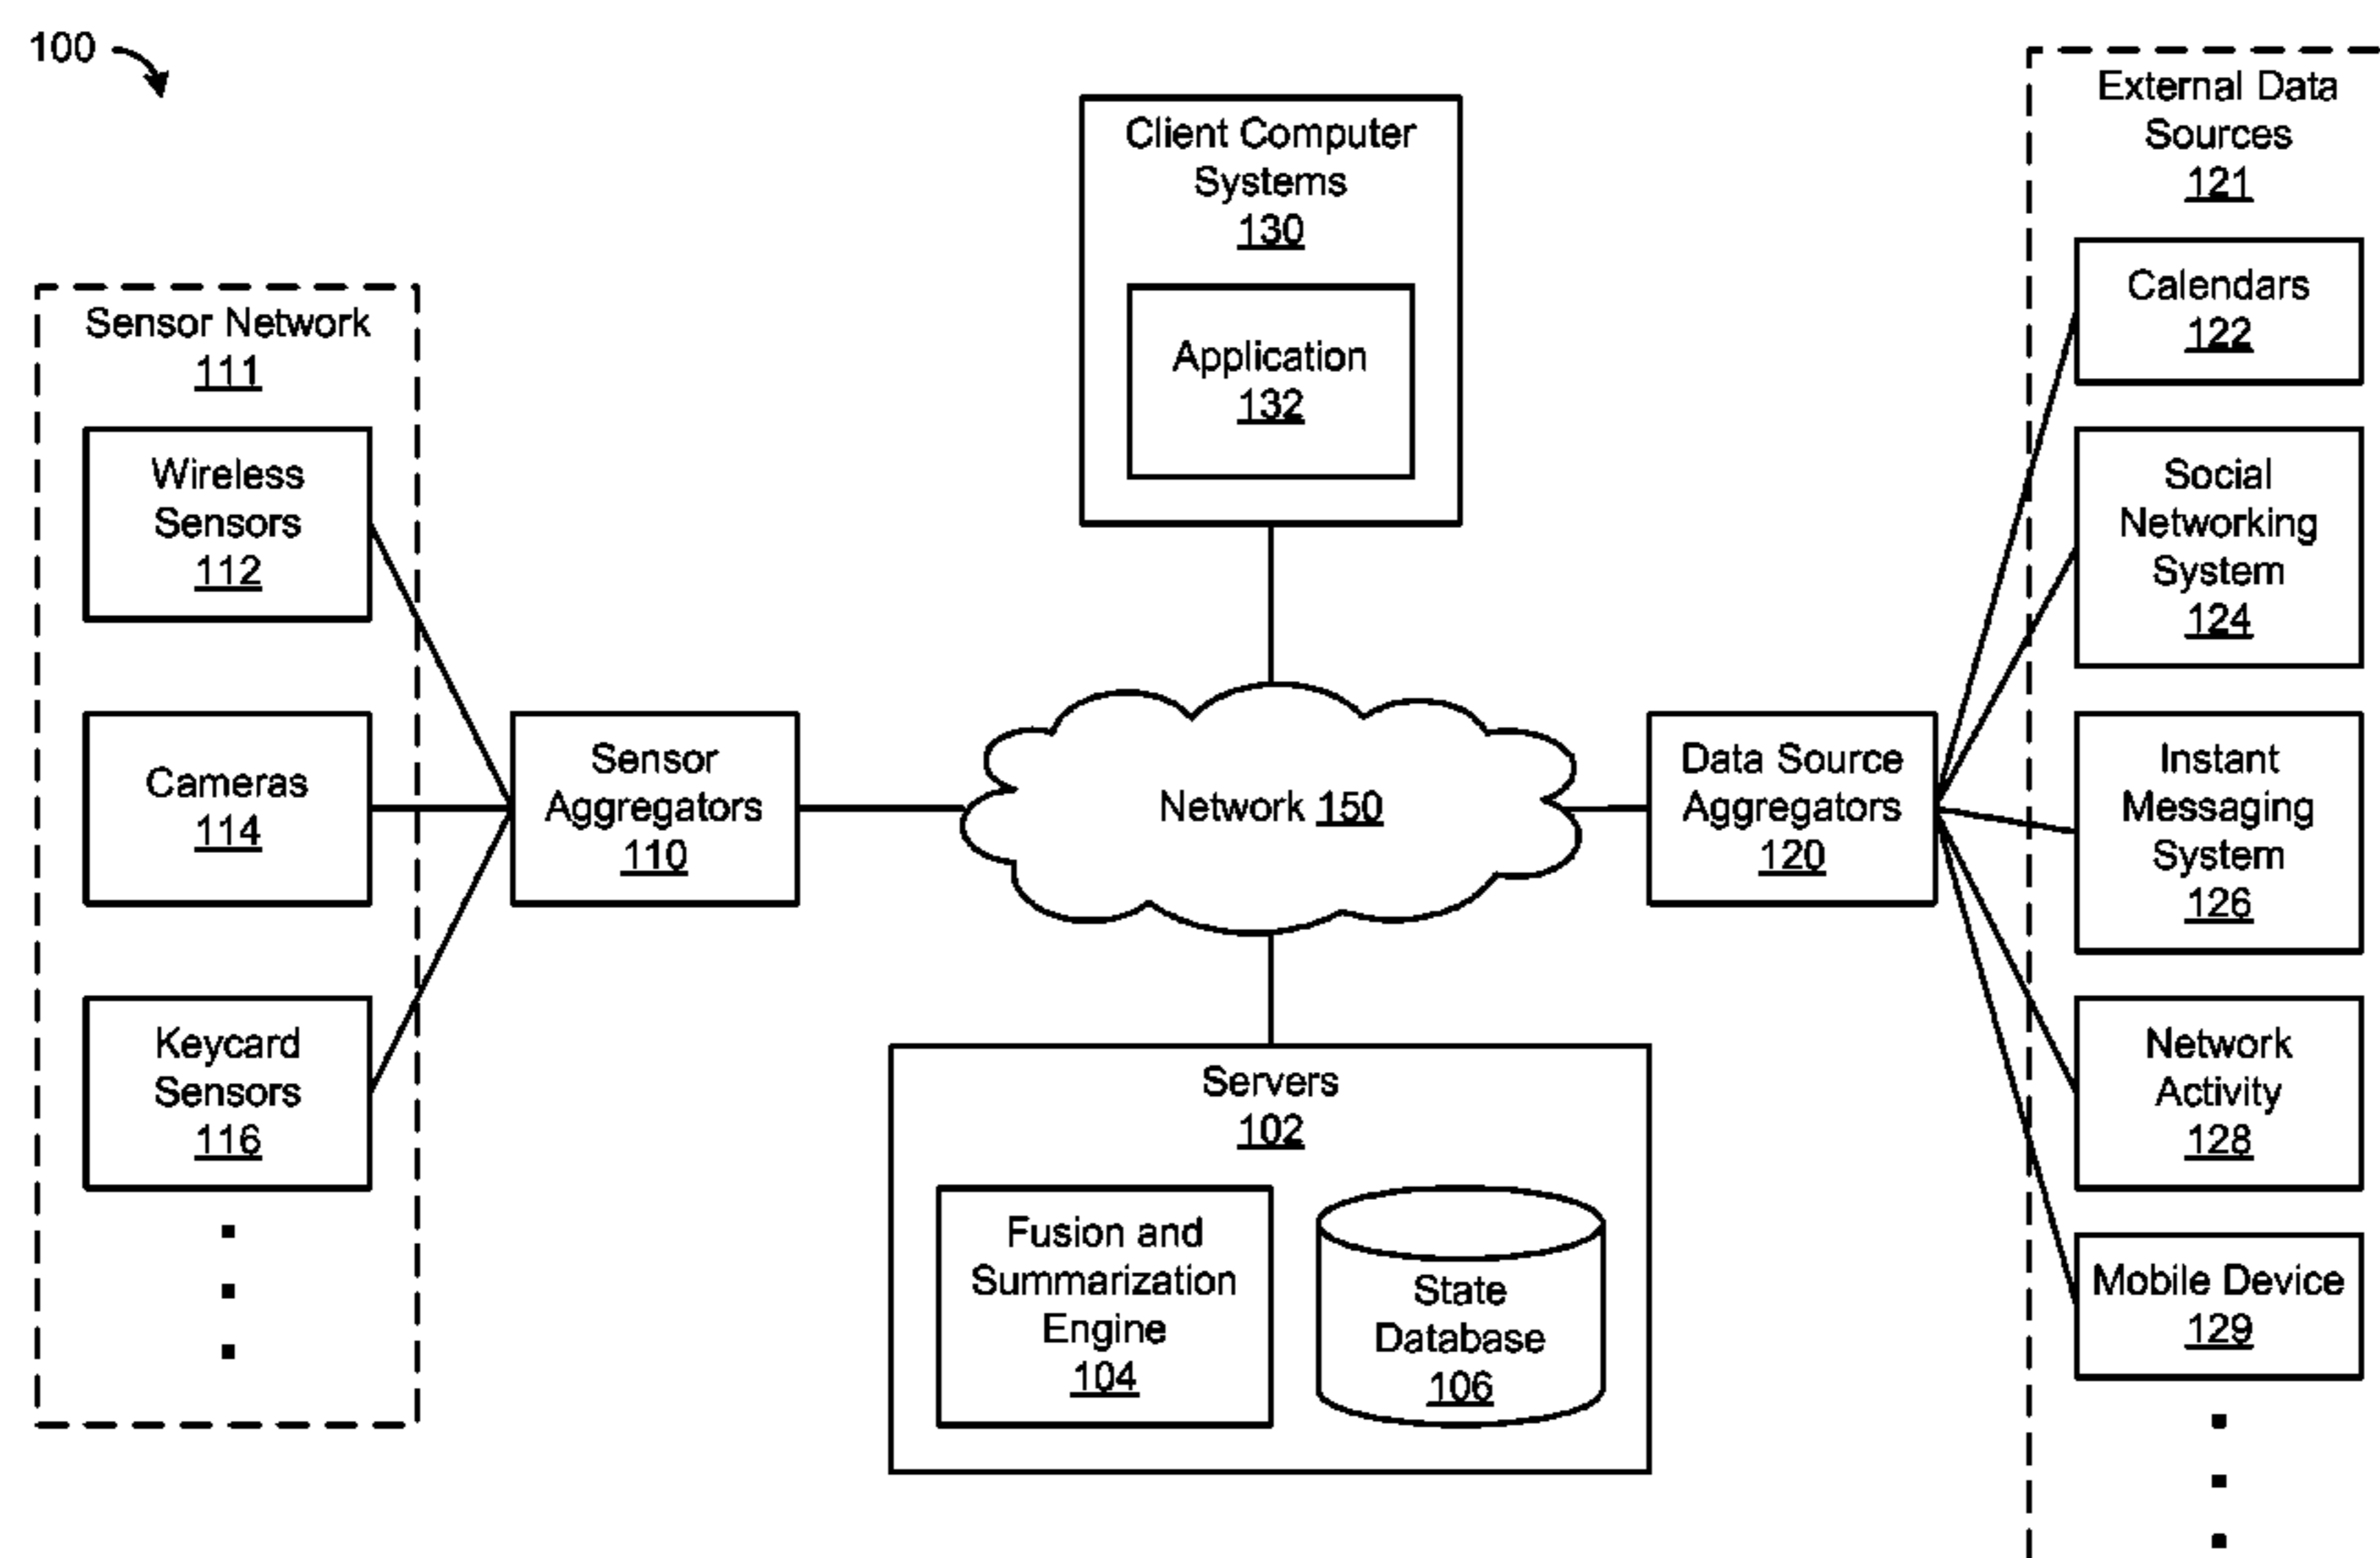 100
Sensor Network
111
Wireless
Sensors
112
Cameras
114
Keycard
Sensors
116
Sensor
Aggregators
110
Client Computer
Systems
130
Application
132
Network 150
Servers
102
Fusion and
Summarization
Engine
104
State
Database
106
Data Source
Aggregators
120
External Data
Sources
121
Calendars
122
Social
Networking
System
124
Instant
Messaging
System
126
Network
Activity
128
Mobile Device
129